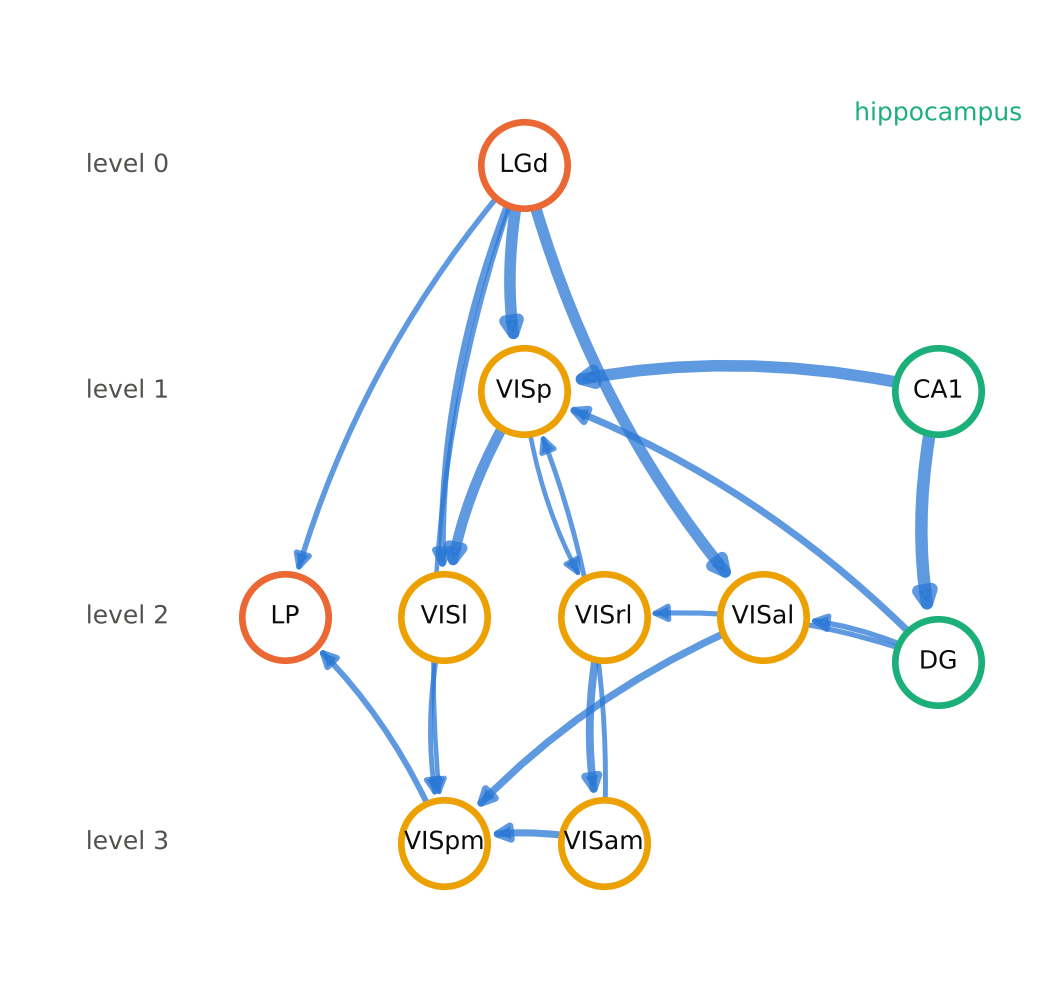 hippocampus
level 0
LGd
level 1
VISp
CA1
level 2
LP
VISl
VISrl
VISal
DG
level 3
VISpm
VISam